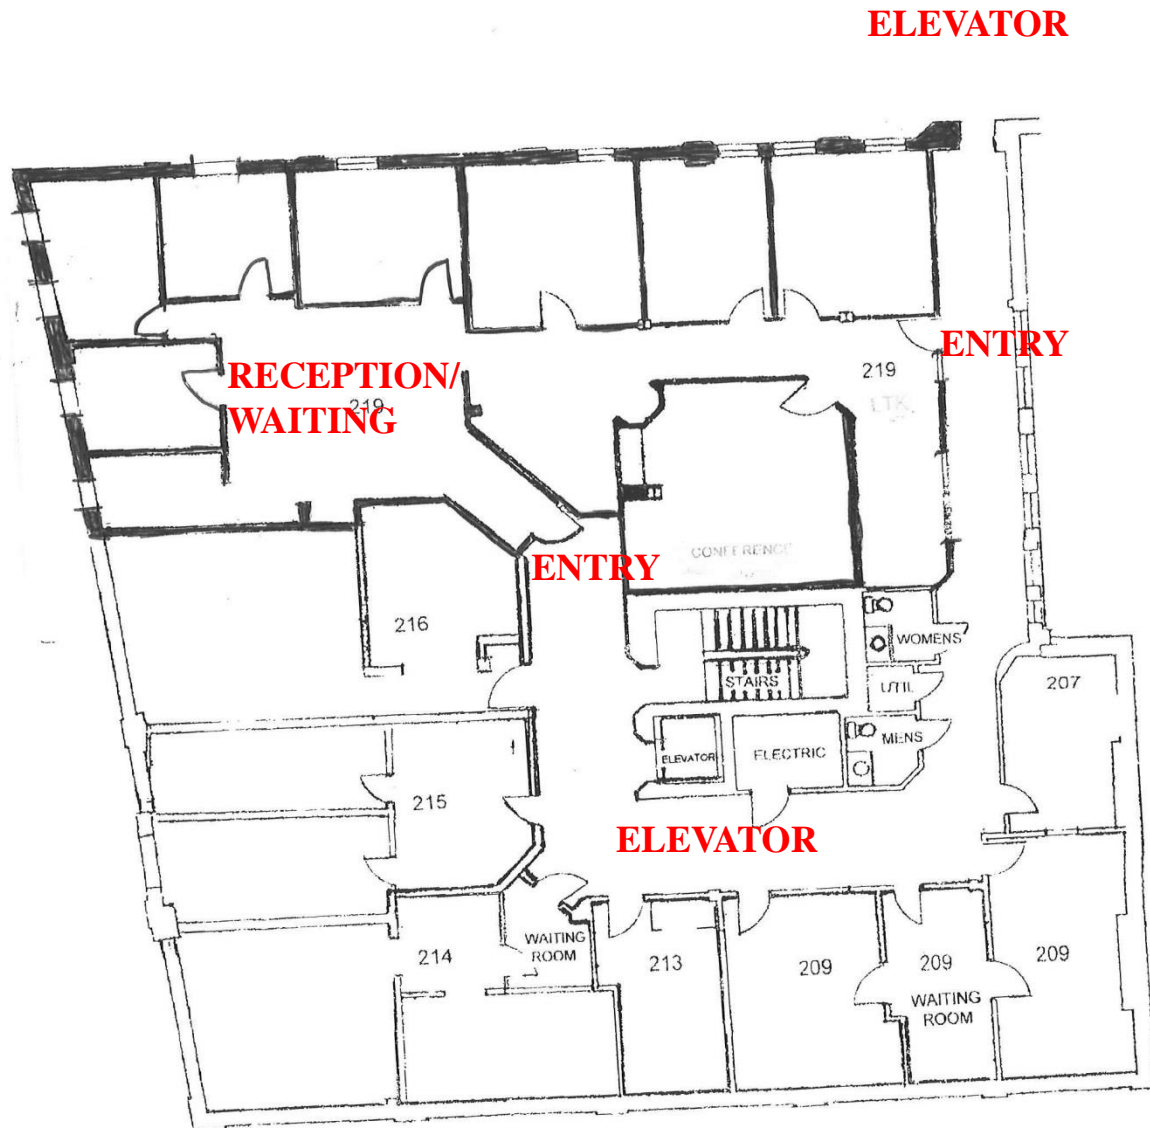 ELEVATOR
ENTRY
219
RECEPTION/
WAITING
219
LTK
CONFERENCE
ENTRY
216
WOMENS
STAIRS
UTIL
207
MENS
ELEVATOR
ELECTRIC
215
ELEVATOR
WAITING
ROOM
214
213
209
209
WAITING
ROOM
209